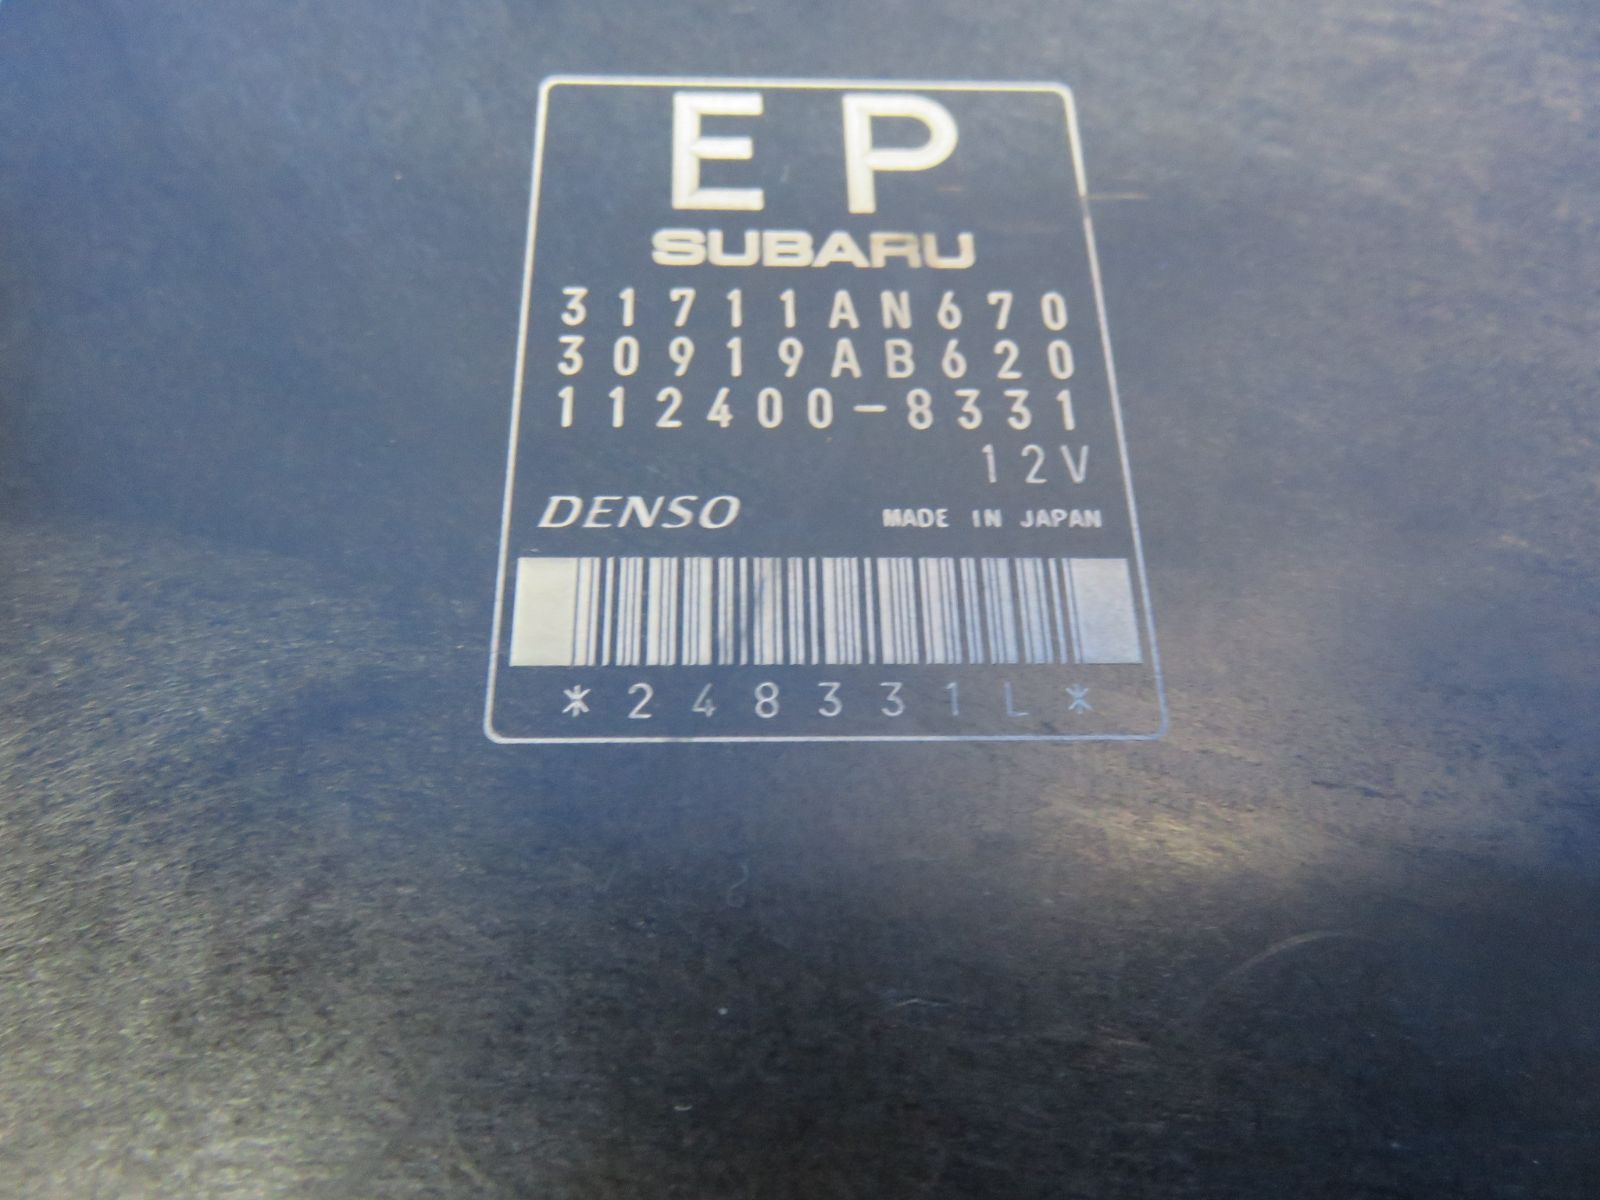 EP
SUBARU
31711AN670
30919AB620
112400-8331
12V
DENSO MADE IN JAPAN
*248331L*